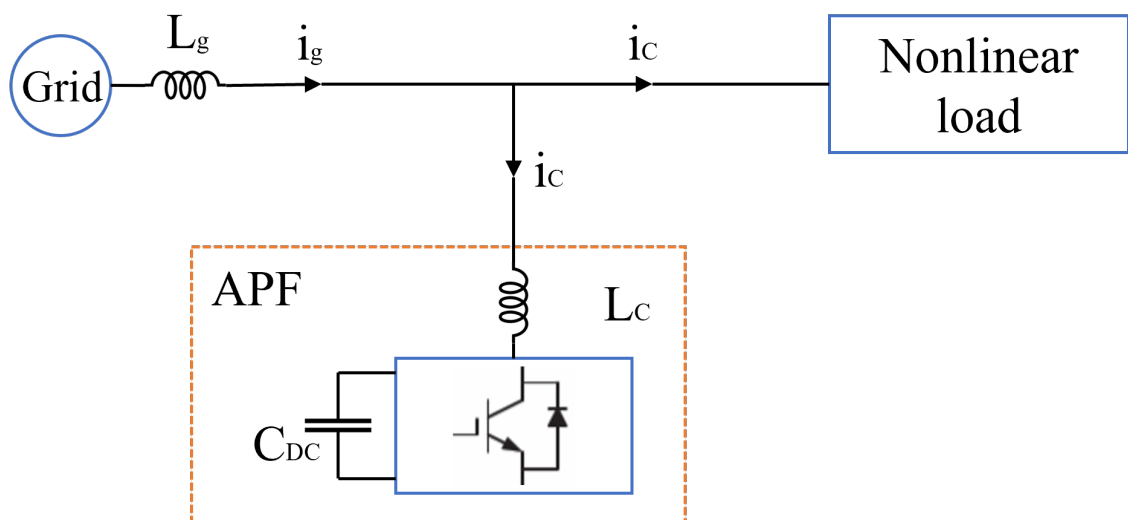 Lg
ig
iC
Grid
Nonlinear
load
iC
APF
LC
CDC